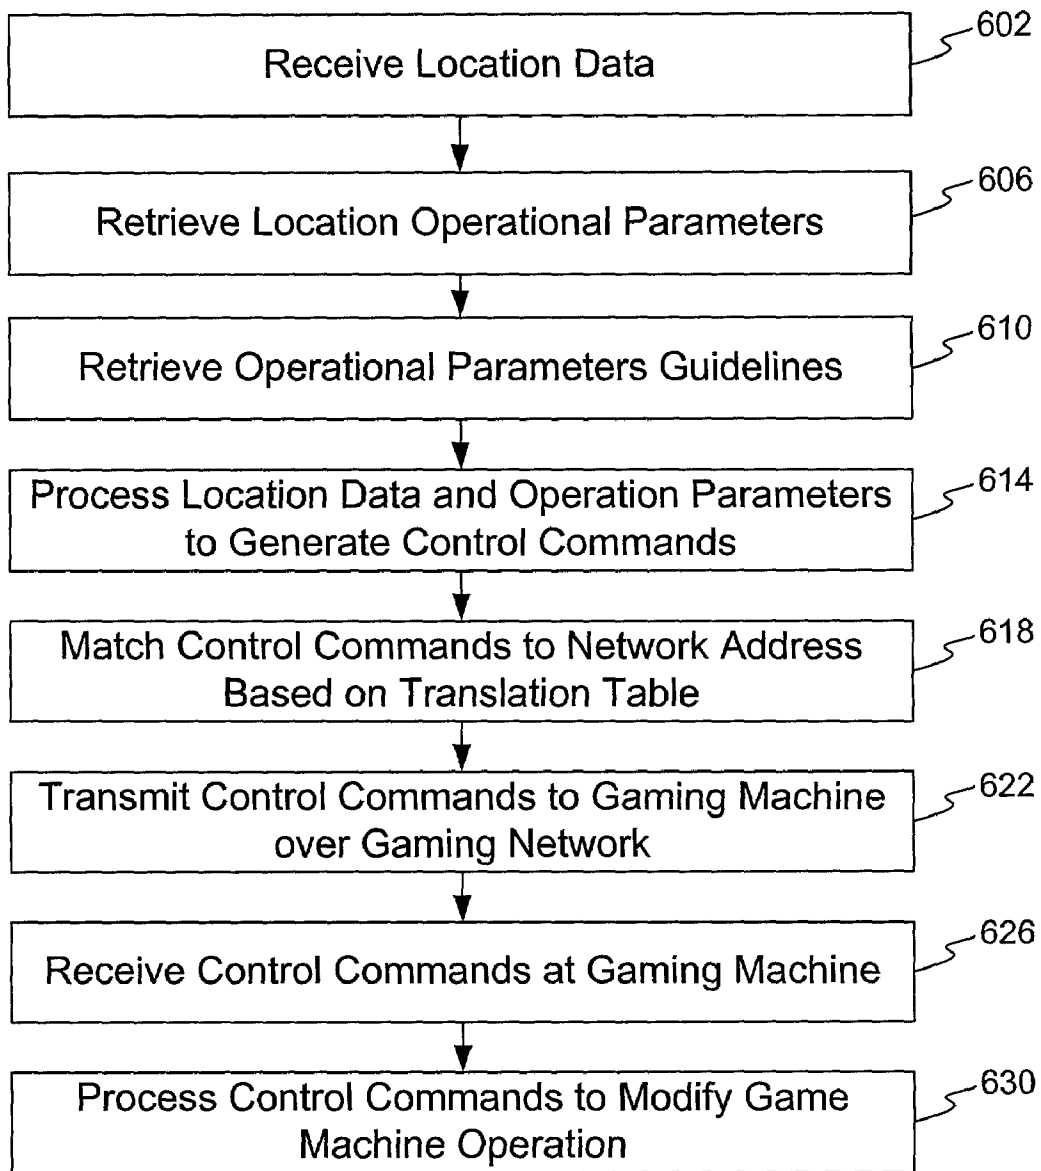 Receive Location Data
602
Retrieve Location Operational Parameters
606
Retrieve Operational Parameters Guidelines
610
Process Location Data and Operation Parameters
to Generate Control Commands
614
Match Control Commands to Network Address
Based on Translation Table
618
Transmit Control Commands to Gaming Machine
over Gaming Network
622
Receive Control Commands at Gaming Machine
626
Process Control Commands to Modify Game
Machine Operation
630